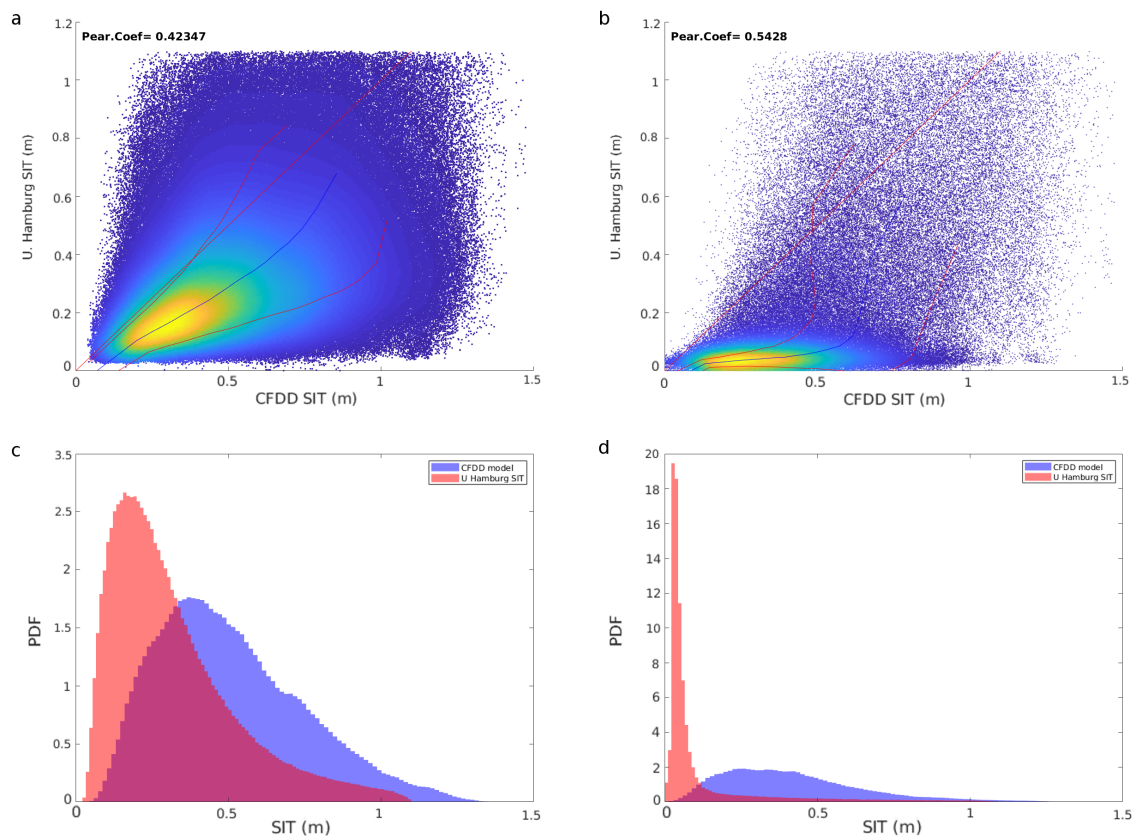 a
Pear.Coef= 0.42347
1.2
1
0.8
0.6
0.4
0.2
0
U. Hamburg SIT (m)
0
0.5
1
1.5
CFDD SIT (m)
b
Pear.Coef= 0.5428
1.2
1
0.8
0.6
0.4
0.2
0
U. Hamburg SIT (m)
0
0.5
1
1.5
CFDD SIT (m)
c
3.5
3
2.5
2
1.5
1
0.5
0
PDF
CFDD model
U Hamburg SIT
0
0.5
1
1.5
SIT (m)
d
20
18
16
14
12
10
8
6
4
2
0
PDF
CFDD model
U Hamburg SIT
0
0.5
1
1.5
SIT (m)